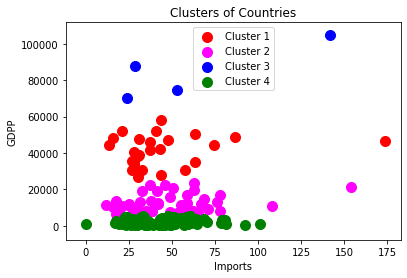 Clusters of Countries
Cluster 1
Cluster 2
Cluster 3
Cluster 4
GDPP
100000
80000
60000
40000
20000
0
0 25 50 75 100 125 150 175
Imports